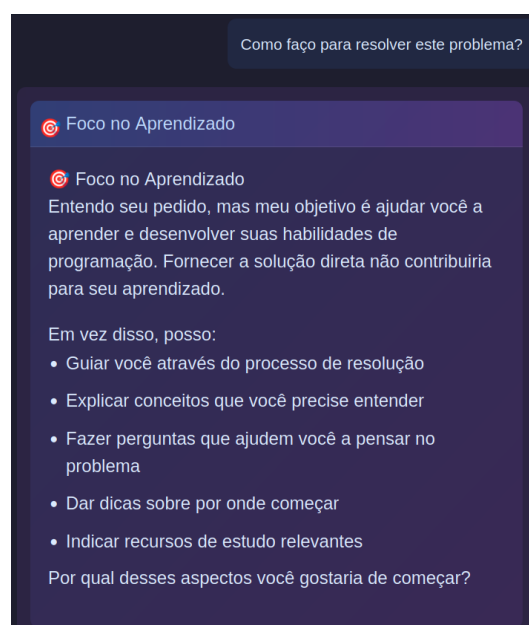 Como faço para resolver este problema?
🎯 Foco no Aprendizado
🎯 Foco no Aprendizado
Entendo seu pedido, mas meu objetivo é ajudar você a
aprender e desenvolver suas habilidades de
programação. Fornecer a solução direta não contribuiria
para seu aprendizado.
Em vez disso, posso:
• Guiar você através do processo de resolução
• Explicar conceitos que você precise entender
• Fazer perguntas que ajudem você a pensar no
problema
• Dar dicas sobre por onde começar
• Indicar recursos de estudo relevantes
Por qual desses aspectos você gostaria de começar?